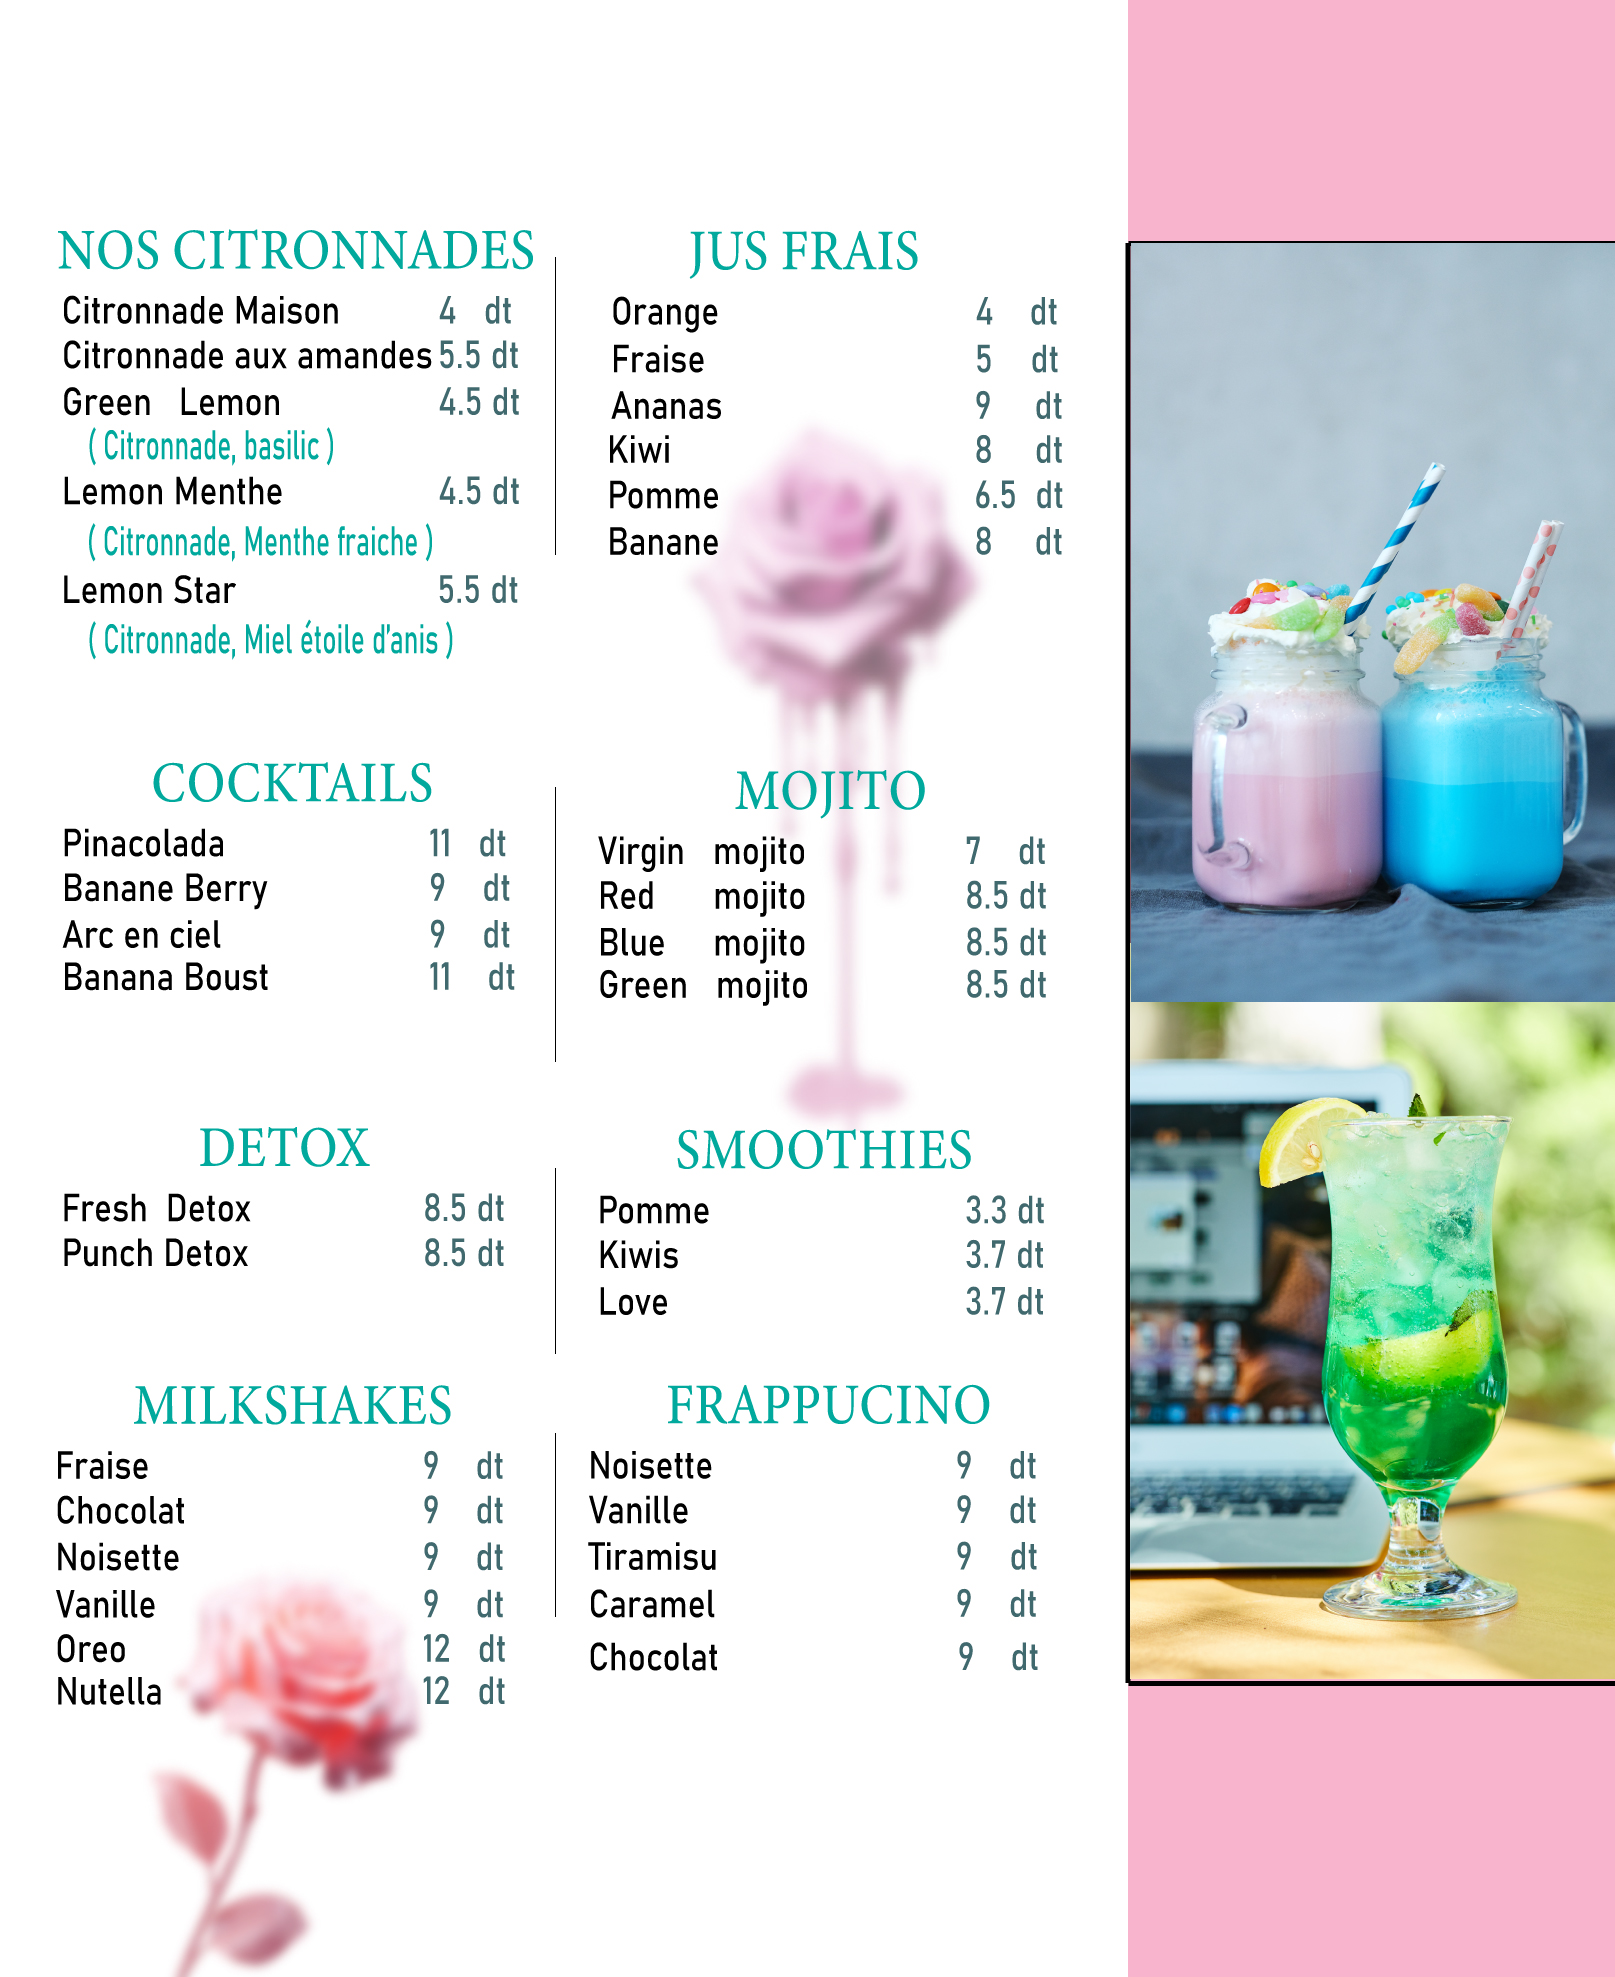 NOS CITRONNADES
Citronnade Maison 4 dt
Citronnade aux amandes 5.5 dt
Green Lemon 4.5 dt
( Citronnade, basilic )
Lemon Menthe 4.5 dt
( Citronnade, Menthe fraiche )
Lemon Star 5.5 dt
( Citronnade, Miel étoile d'anis )
JUS FRAIS
Orange 4 dt
Fraise 5 dt
Ananas 9 dt
Kiwi 8 dt
Pomme 6.5 dt
Banane 8 dt
COCKTAILS
Pinacolada 11 dt
Banane Berry 9 dt
Arc en ciel 9 dt
Banana Boust 11 dt
MOJITO
Virgin mojito 7 dt
Red mojito 8.5 dt
Blue mojito 8.5 dt
Green mojito 8.5 dt
DETOX
Fresh Detox 8.5 dt
Punch Detox 8.5 dt
SMOOTHIES
Pomme 3.3 dt
Kiwis 3.7 dt
Love 3.7 dt
MILKSHAKES
Fraise 9 dt
Chocolat 9 dt
Noisette 9 dt
Vanille 9 dt
Oreo 12 dt
Nutella 12 dt
FRAPPUCINO
Noisette 9 dt
Vanille 9 dt
Tiramisu 9 dt
Caramel 9 dt
Chocolat 9 dt